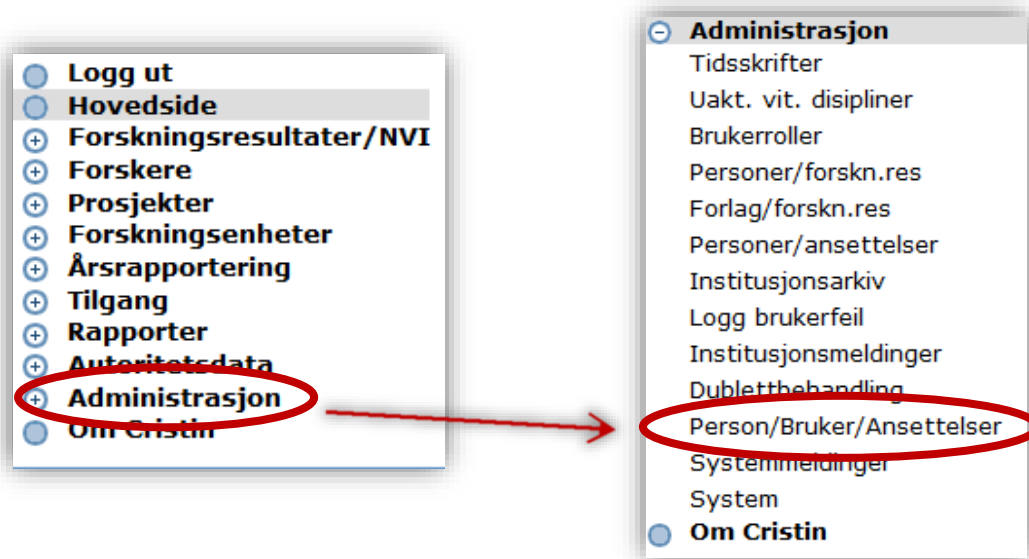 Logg ut
Hovedside
Forskningsresultater/NVI
Forskere
Prosjekter
Forskningsenheter
Årsrapportering
Tilgang
Rapporter
Autoritetsdata
Administrasjon
Om Cristin
Administrasjon
Tidsskrifter
Uakt. vit. disipliner
Brukerroller
Personer/forskn.res
Forlag/forskn.res
Personer/ansettelser
Institusjonsarkiv
Logg brukerfeil
Institusjonsmeldinger
Dublettbehandling
Person/Bruker/Ansettelser
Systemmeldinger
System
Om Cristin